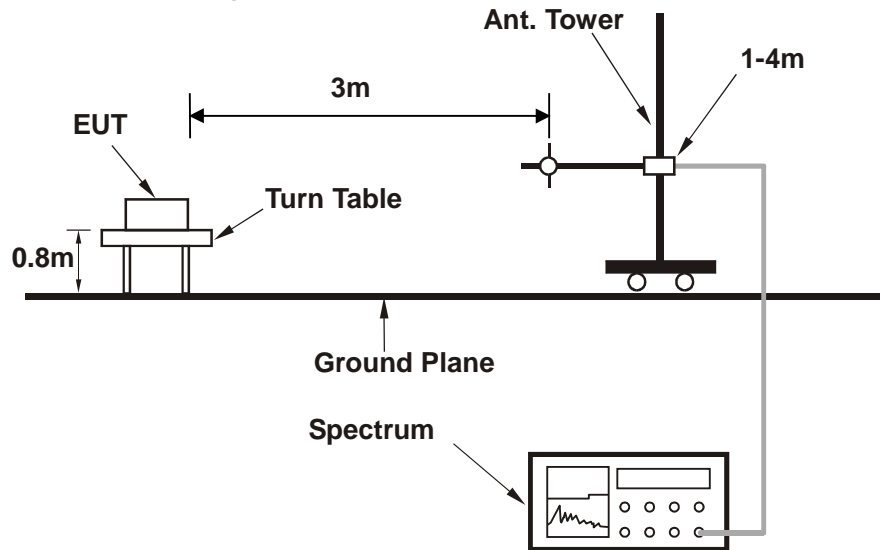 Ant. Tower
1-4m
3m
EUT
Turn Table
0.8m
Ground Plane
Spectrum